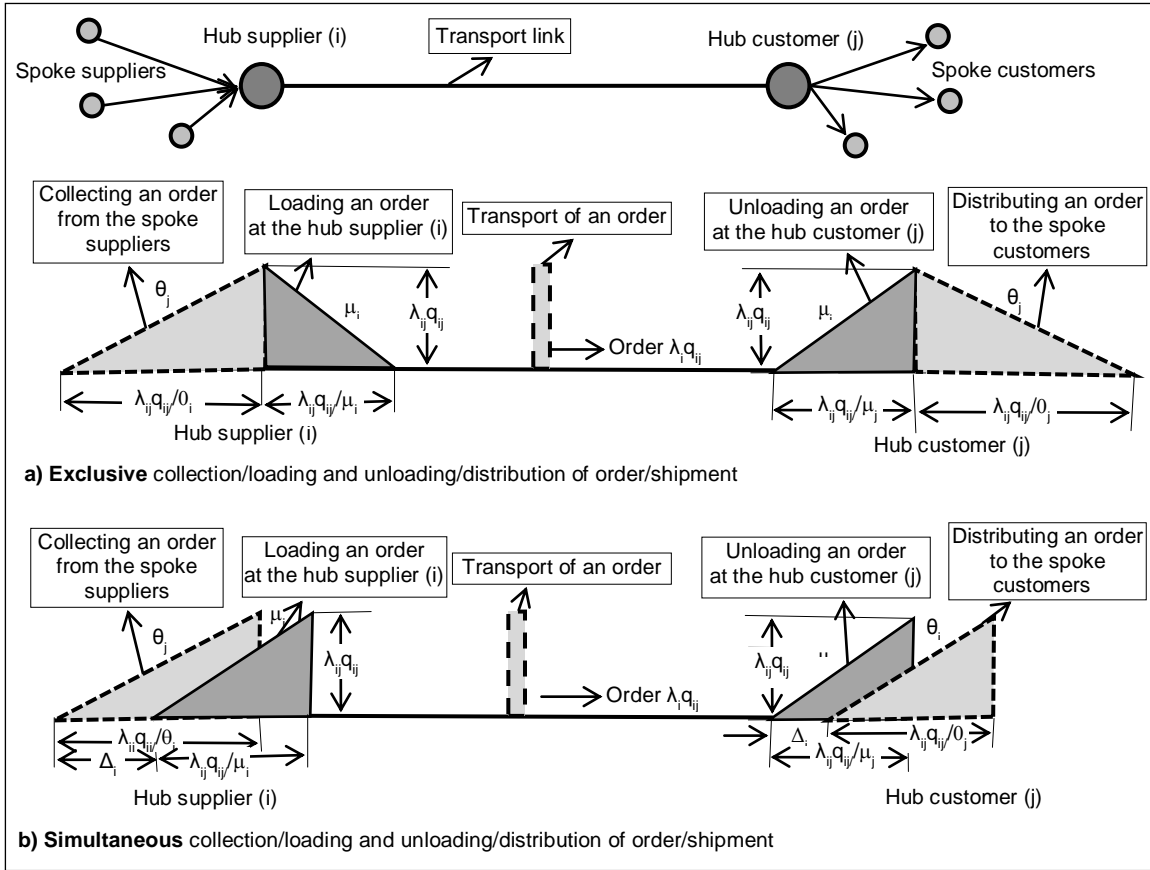 Hub supplier (i)
Transport link
Hub customer (j)
Spoke suppliers
Spoke customers
Collecting an order
from the spoke
suppliers
Loading an order
at the hub supplier (i)
Transport of an order
Unloading an order
at the hub customer (j)
Distributing an order
to the spoke
customers
θj
μi
λijqij
Order λiqij
λijqij
μi
θj
λijqij/0i
λijqij/μi
λijqij/μj
λijqij/0j
Hub supplier (i)
Hub customer (j)
a) Exclusive collection/loading and unloading/distribution of order/shipment
Collecting an order
from the spoke
suppliers
Loading an order
at the hub supplier (i)
Transport of an order
Unloading an order
at the hub customer (j)
Distributing an order
to the spoke
customers
θj
μi
λijqij
Order λiqij
λijqij
θi
λijqij/θi
Δi
λijqij/μi
Δi
λijqij/μj
λijqij/0j
Hub supplier (i)
Hub customer (j)
b) Simultaneous collection/loading and unloading/distribution of order/shipment